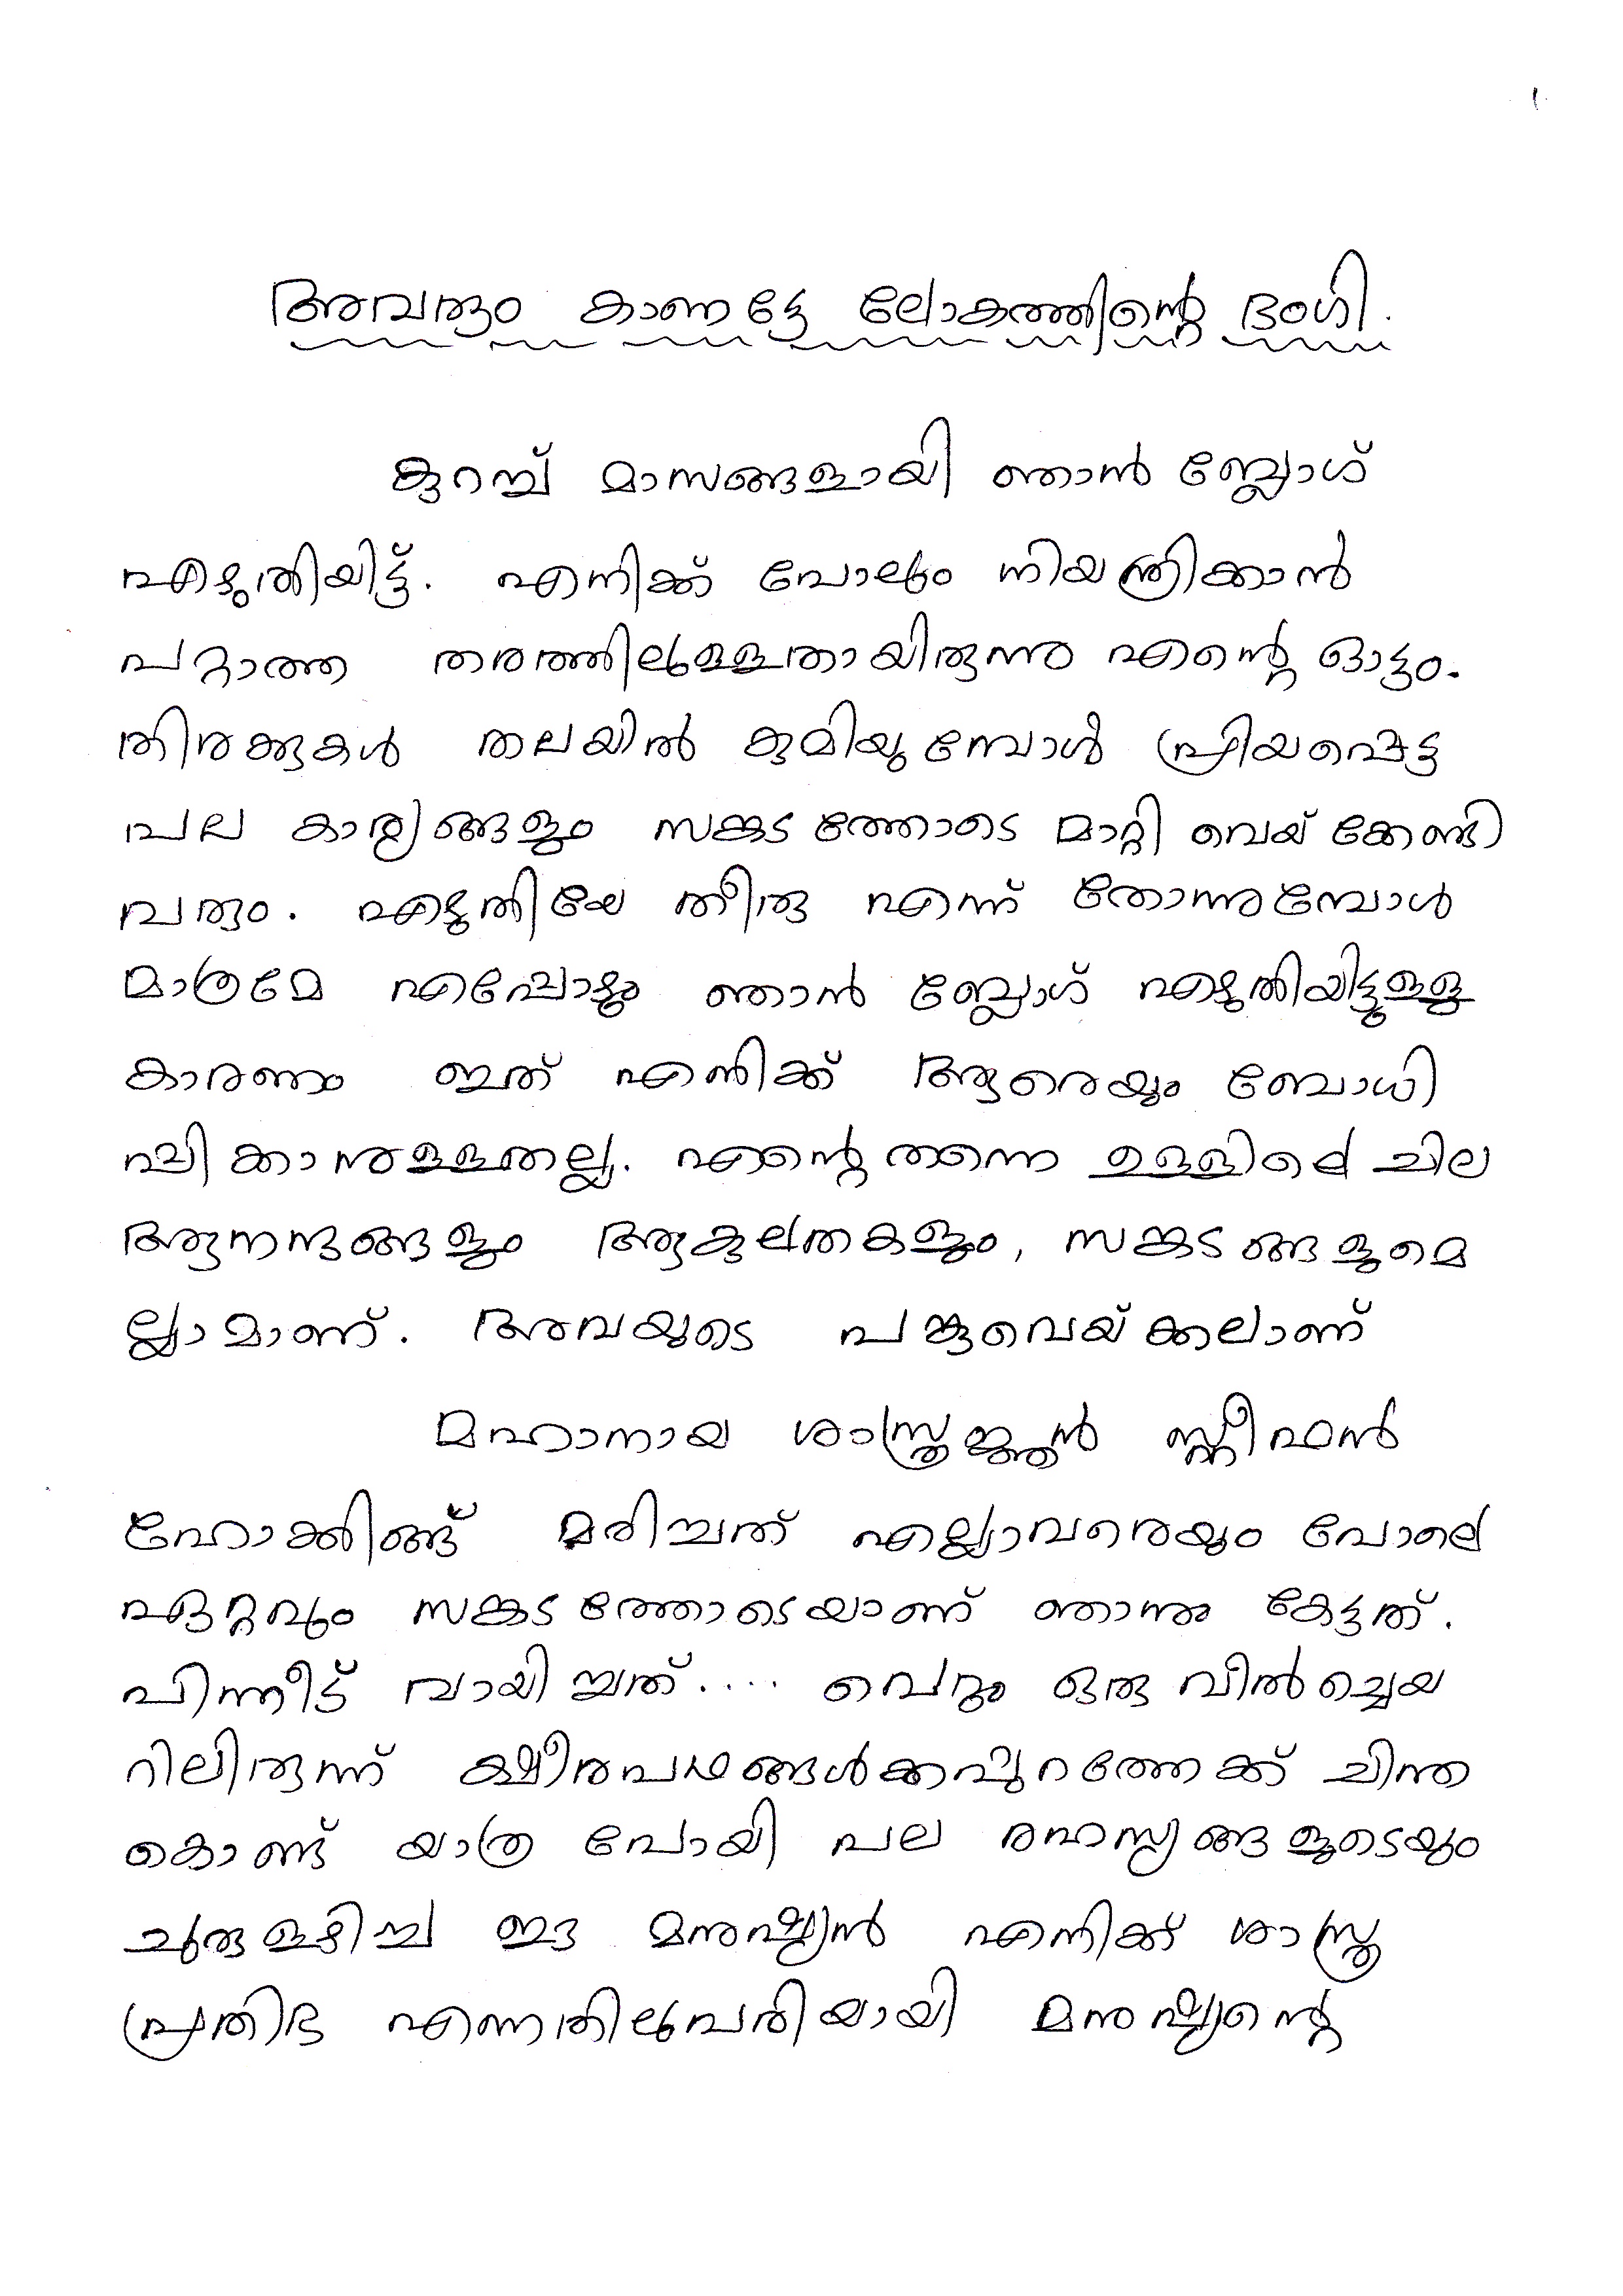 അവരും കാണട്ടേ ലോകത്തിന്റെ ഭംഗി.
കുറച്ച് മാസങ്ങളായി ഞാൻ ബ്ലോഗ്
എഴുതിയിട്ട്. എനിക്ക് പോലും നിയന്ത്രിക്കാൻ
പറ്റാത്ത തരത്തിലുള്ളതായിരുന്നു എന്റെ ഓട്ടം.
തിരക്കുകൾ തലയിൽ കുമിയുമ്പോൾ പ്രിയപ്പെട്ട
പല കാര്യങ്ങളും സങ്കടത്തോടെ മാറ്റി വെയ്ക്കേണ്ടി
വരും. എഴുതിയേ തീരു എന്ന് തോന്നുമ്പോൾ
മാത്രമേ എപ്പോഴും ഞാൻ ബ്ലോഗ് എഴുതിയിട്ടുള്ളു
കാരണം ഇത് എനിക്ക് ആരെയും ബോധി
പ്പിക്കാനുള്ളതല്ല. എന്റെ തന്നെ ഉള്ളിലെ ചില
ആനന്ദങ്ങളും ആകുലതകളും, സങ്കടങ്ങളുമെ
ല്ലാമാണ്. അവയുടെ പങ്കുവെയ്ക്കലാണ്
മഹാനായ ശാസ്ത്രജ്ഞൻ സ്റ്റീഫൻ
ഹോക്കിങ്ങ് മരിച്ചത് എല്ലാവരെയും പോലെ
ഏറ്റവും സങ്കടത്തോടെയാണ് ഞാനും കേട്ടത്.
പിന്നീട് വായിച്ചത്.... വെറും ഒരു വീൽച്ചെയ
റിലിരുന്ന് ക്ഷീരപഥങ്ങൾക്കപ്പുറത്തേക്ക് ചിന്ത
കൊണ്ട് യാത്ര പോയി പല രഹസ്യങ്ങളുടെയും
ചുരുളഴിച്ച ഈ മനുഷ്യൻ എനിക്ക് ശാസ്ത്ര
പ്രതിഭ എന്നതിലുപരിയായി മനുഷ്യന്റെ